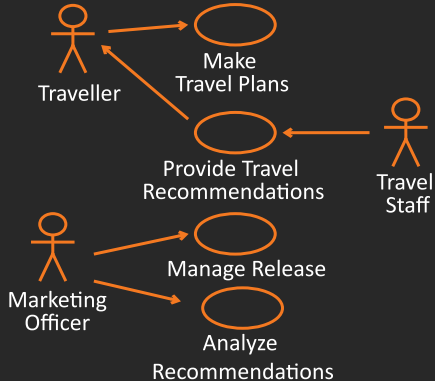 Make
Travel Plans
Traveller
Provide Travel
Recommendations
Travel
Staff
Manage Release
Marketing
Officer
Analyze
Recommendations